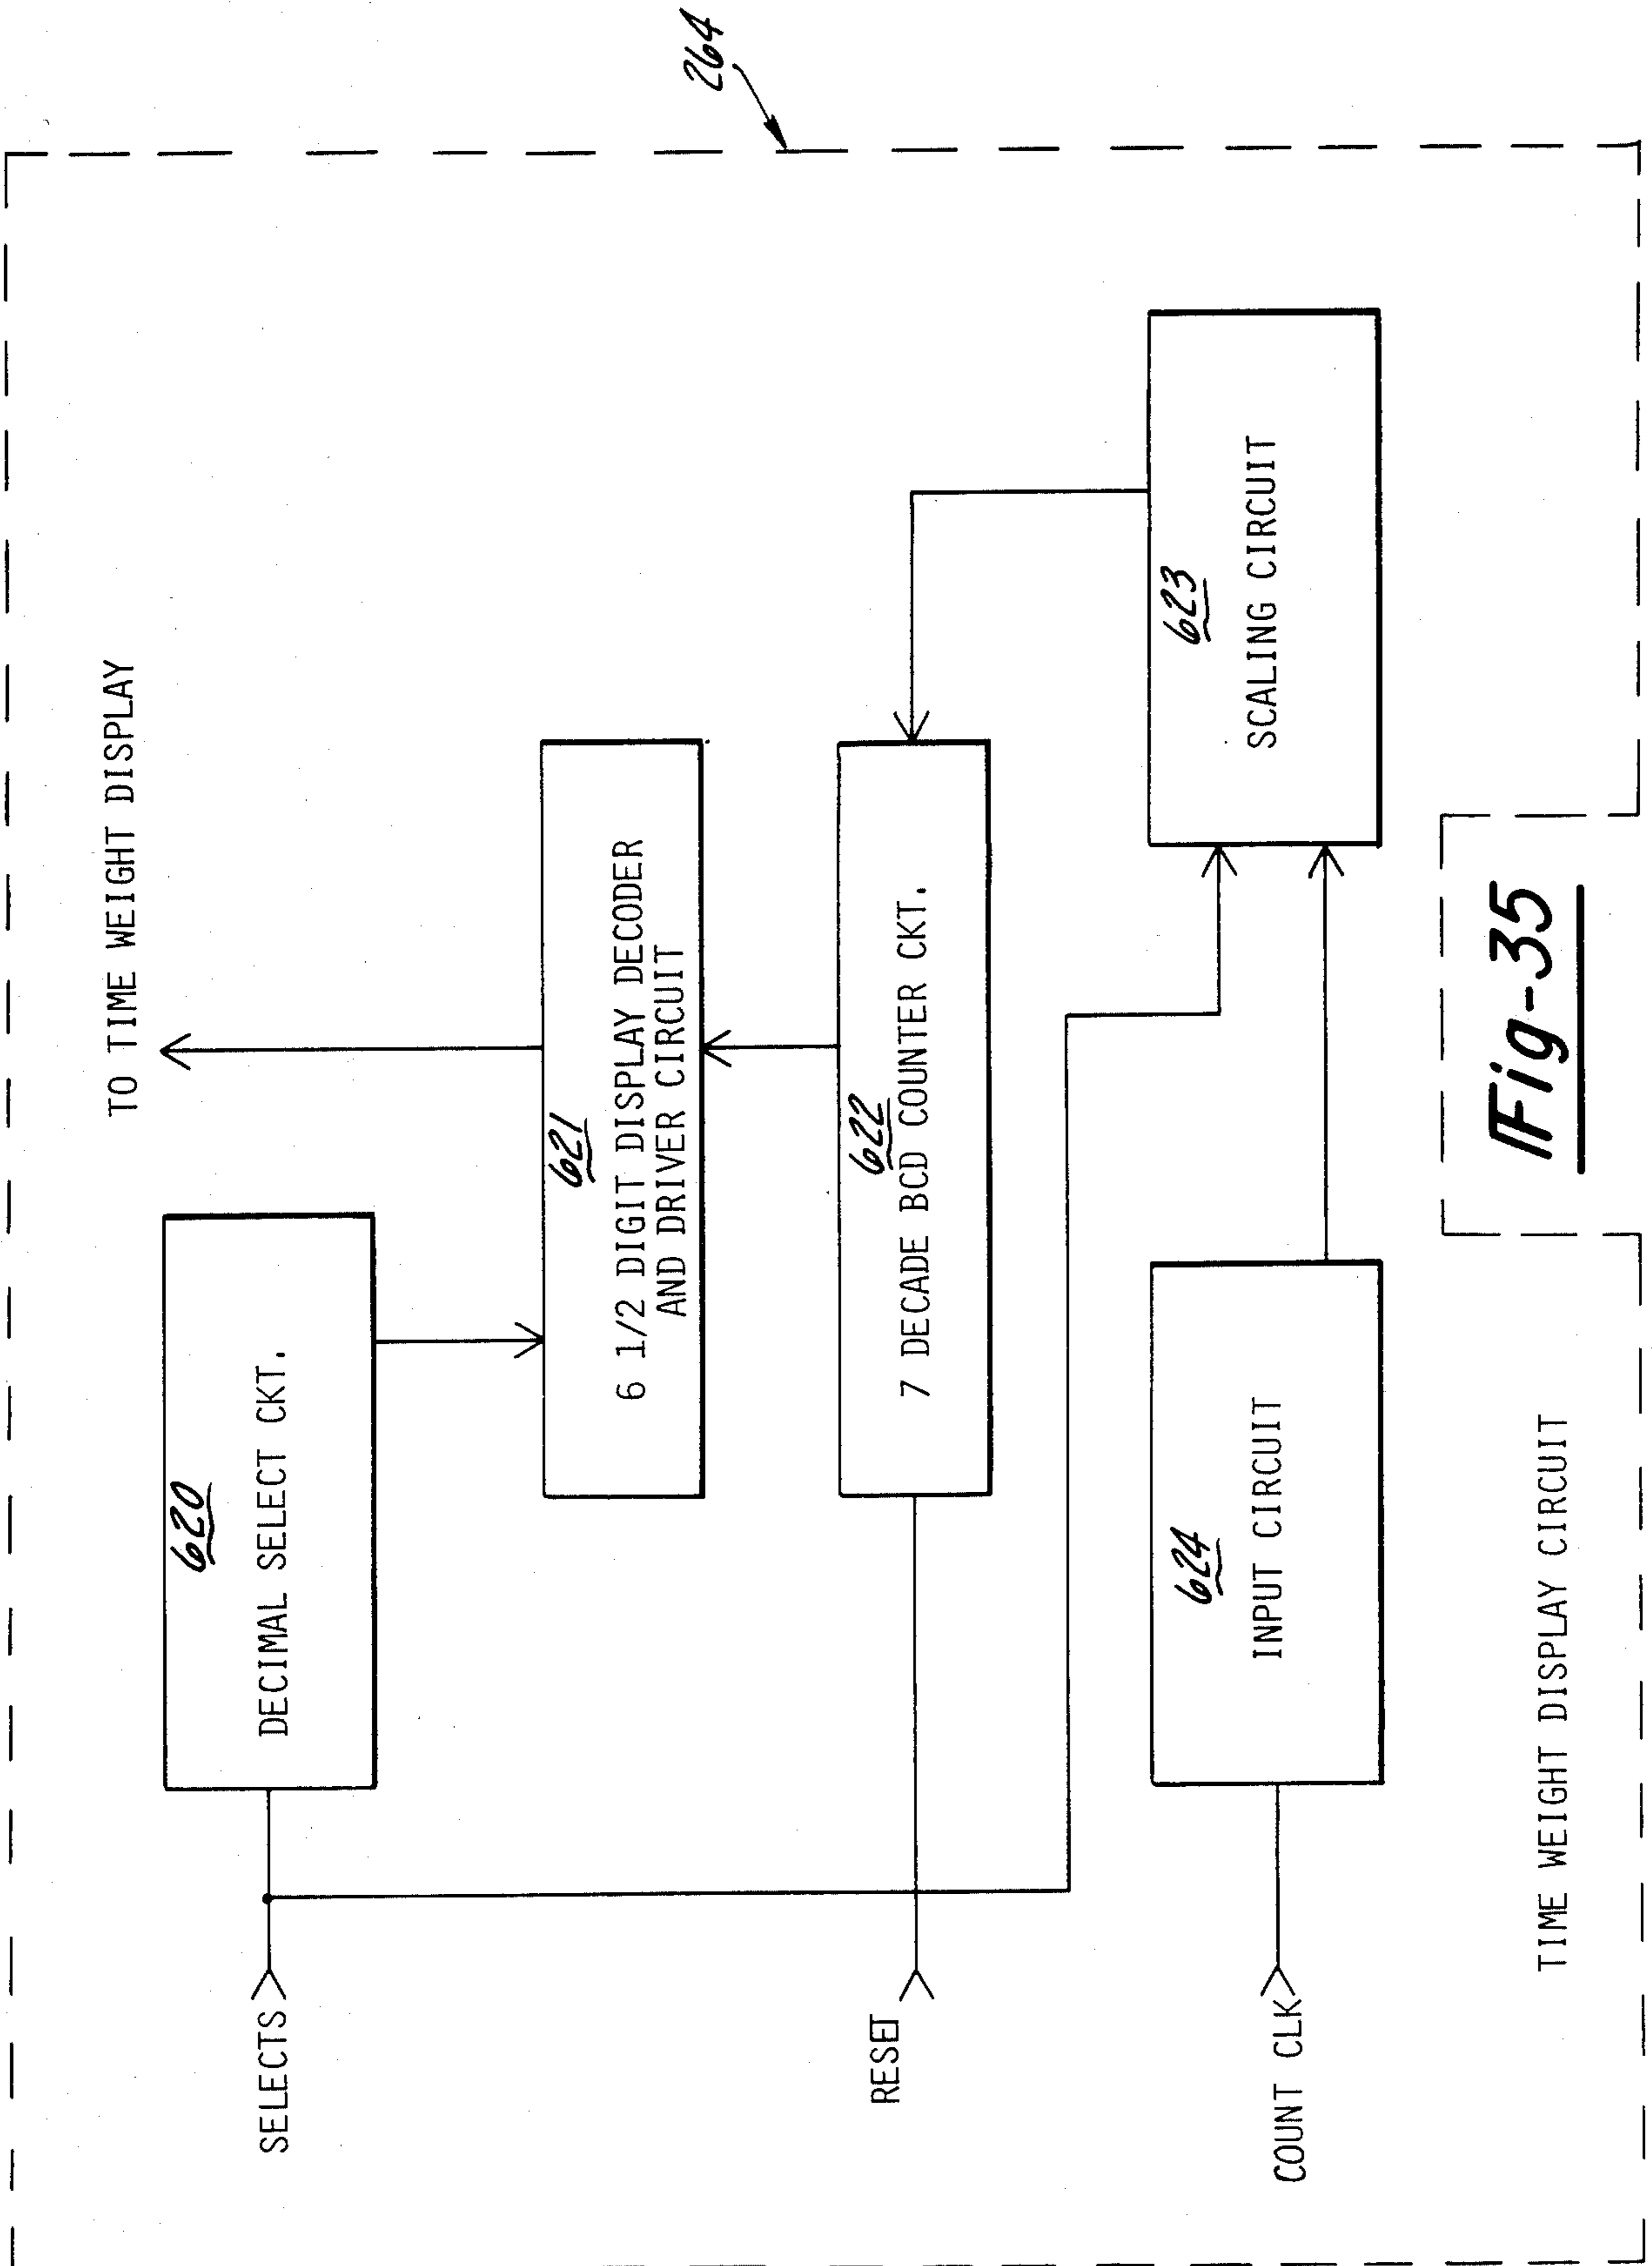 264
TO TIME WEIGHT DISPLAY
SELECTS
620
DECIMAL SELECT CKT.
621
6 1/2 DIGIT DISPLAY DECODER
AND DRIVER CIRCUIT
RESET
622
7 DECADE BCD COUNTER CKT.
623
SCALING CIRCUIT
COUNT CLK
624
INPUT CIRCUIT
TIME WEIGHT DISPLAY CIRCUIT
Fig-35